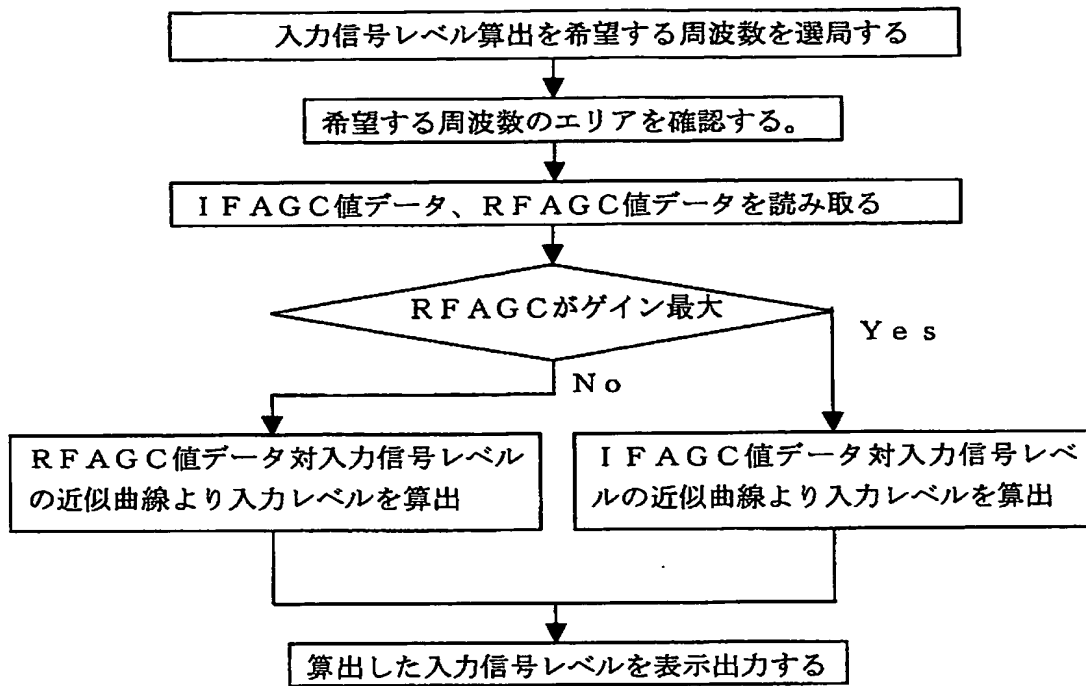 入力信号レベル算出を希望する周波数を選局する
希望する周波数のエリアを確認する。
ＩＦＡＧＣ値データ、ＲＦＡＧＣ値データを読み取る
ＲＦＡＧＣがゲイン最大
Ｙｅｓ
Ｎｏ
ＲＦＡＧＣ値データ対入力信号レベル
の近似曲線より入力レベルを算出
ＩＦＡＧＣ値データ対入力信号レベ
ルの近似曲線より入力レベルを算出
算出した入力信号レベルを表示出力する